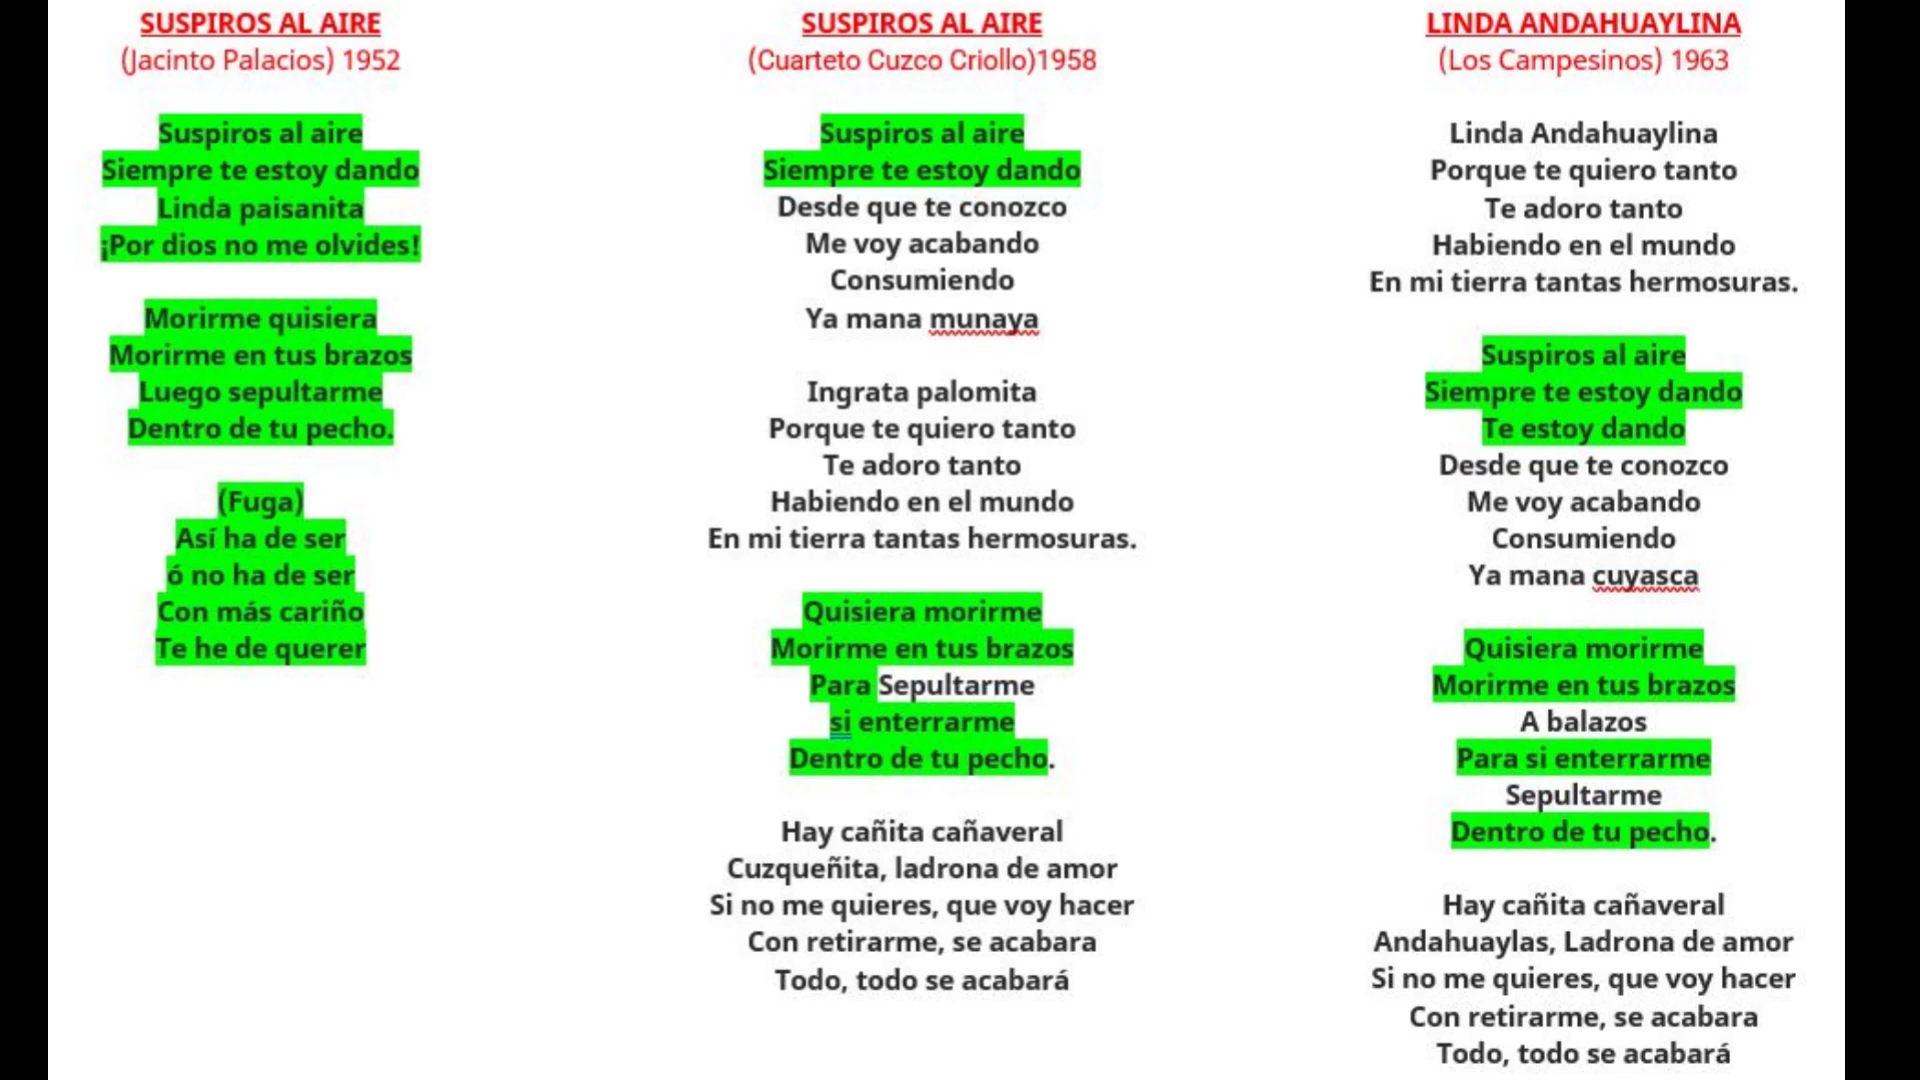 SUSPIROS AL AIRE
(Jacinto Palacios) 1952
Suspiros al aire
Siempre te estoy dando
Linda paisanita
¡Por dios no me olvides!
Morirme quisiera
Morirme en tus brazos
Luego sepultarme
Dentro de tu pecho.
(Fuga)
Así ha de ser
ó no ha de ser
Con más cariño
Te he de querer
SUSPIROS AL AIRE
(Cuarteto Cuzco Criollo)1958
Suspiros al aire
Siempre te estoy dando
Desde que te conozco
Me voy acabando
Consumiendo
Ya mana munaya
Ingrata palomita
Porque te quiero tanto
Te adoro tanto
Habiendo en el mundo
En mi tierra tantas hermosuras.
Quisiera morirme
Morirme en tus brazos
Para Sepultarme
si enterrarme
Dentro de tu pecho.
Hay cañita cañaveral
Cuzqueñita, ladrona de amor
Si no me quieres, que voy hacer
Con retirarme, se acabara
Todo, todo se acabará
LINDA ANDAHUAYLINA
(Los Campesinos) 1963
Linda Andahuaylina
Porque te quiero tanto
Te adoro tanto
Habiendo en el mundo
En mi tierra tantas hermosuras.
Suspiros al aire
Siempre te estoy dando
Te estoy dando
Desde que te conozco
Me voy acabando
Consumiendo
Ya mana cuyasca
Quisiera morirme
Morirme en tus brazos
A balazos
Para si enterrarme
Sepultarme
Dentro de tu pecho.
Hay cañita cañaveral
Andahuaylas, Ladrona de amor
Si no me quieres, que voy hacer
Con retirarme, se acabara
Todo, todo se acabará